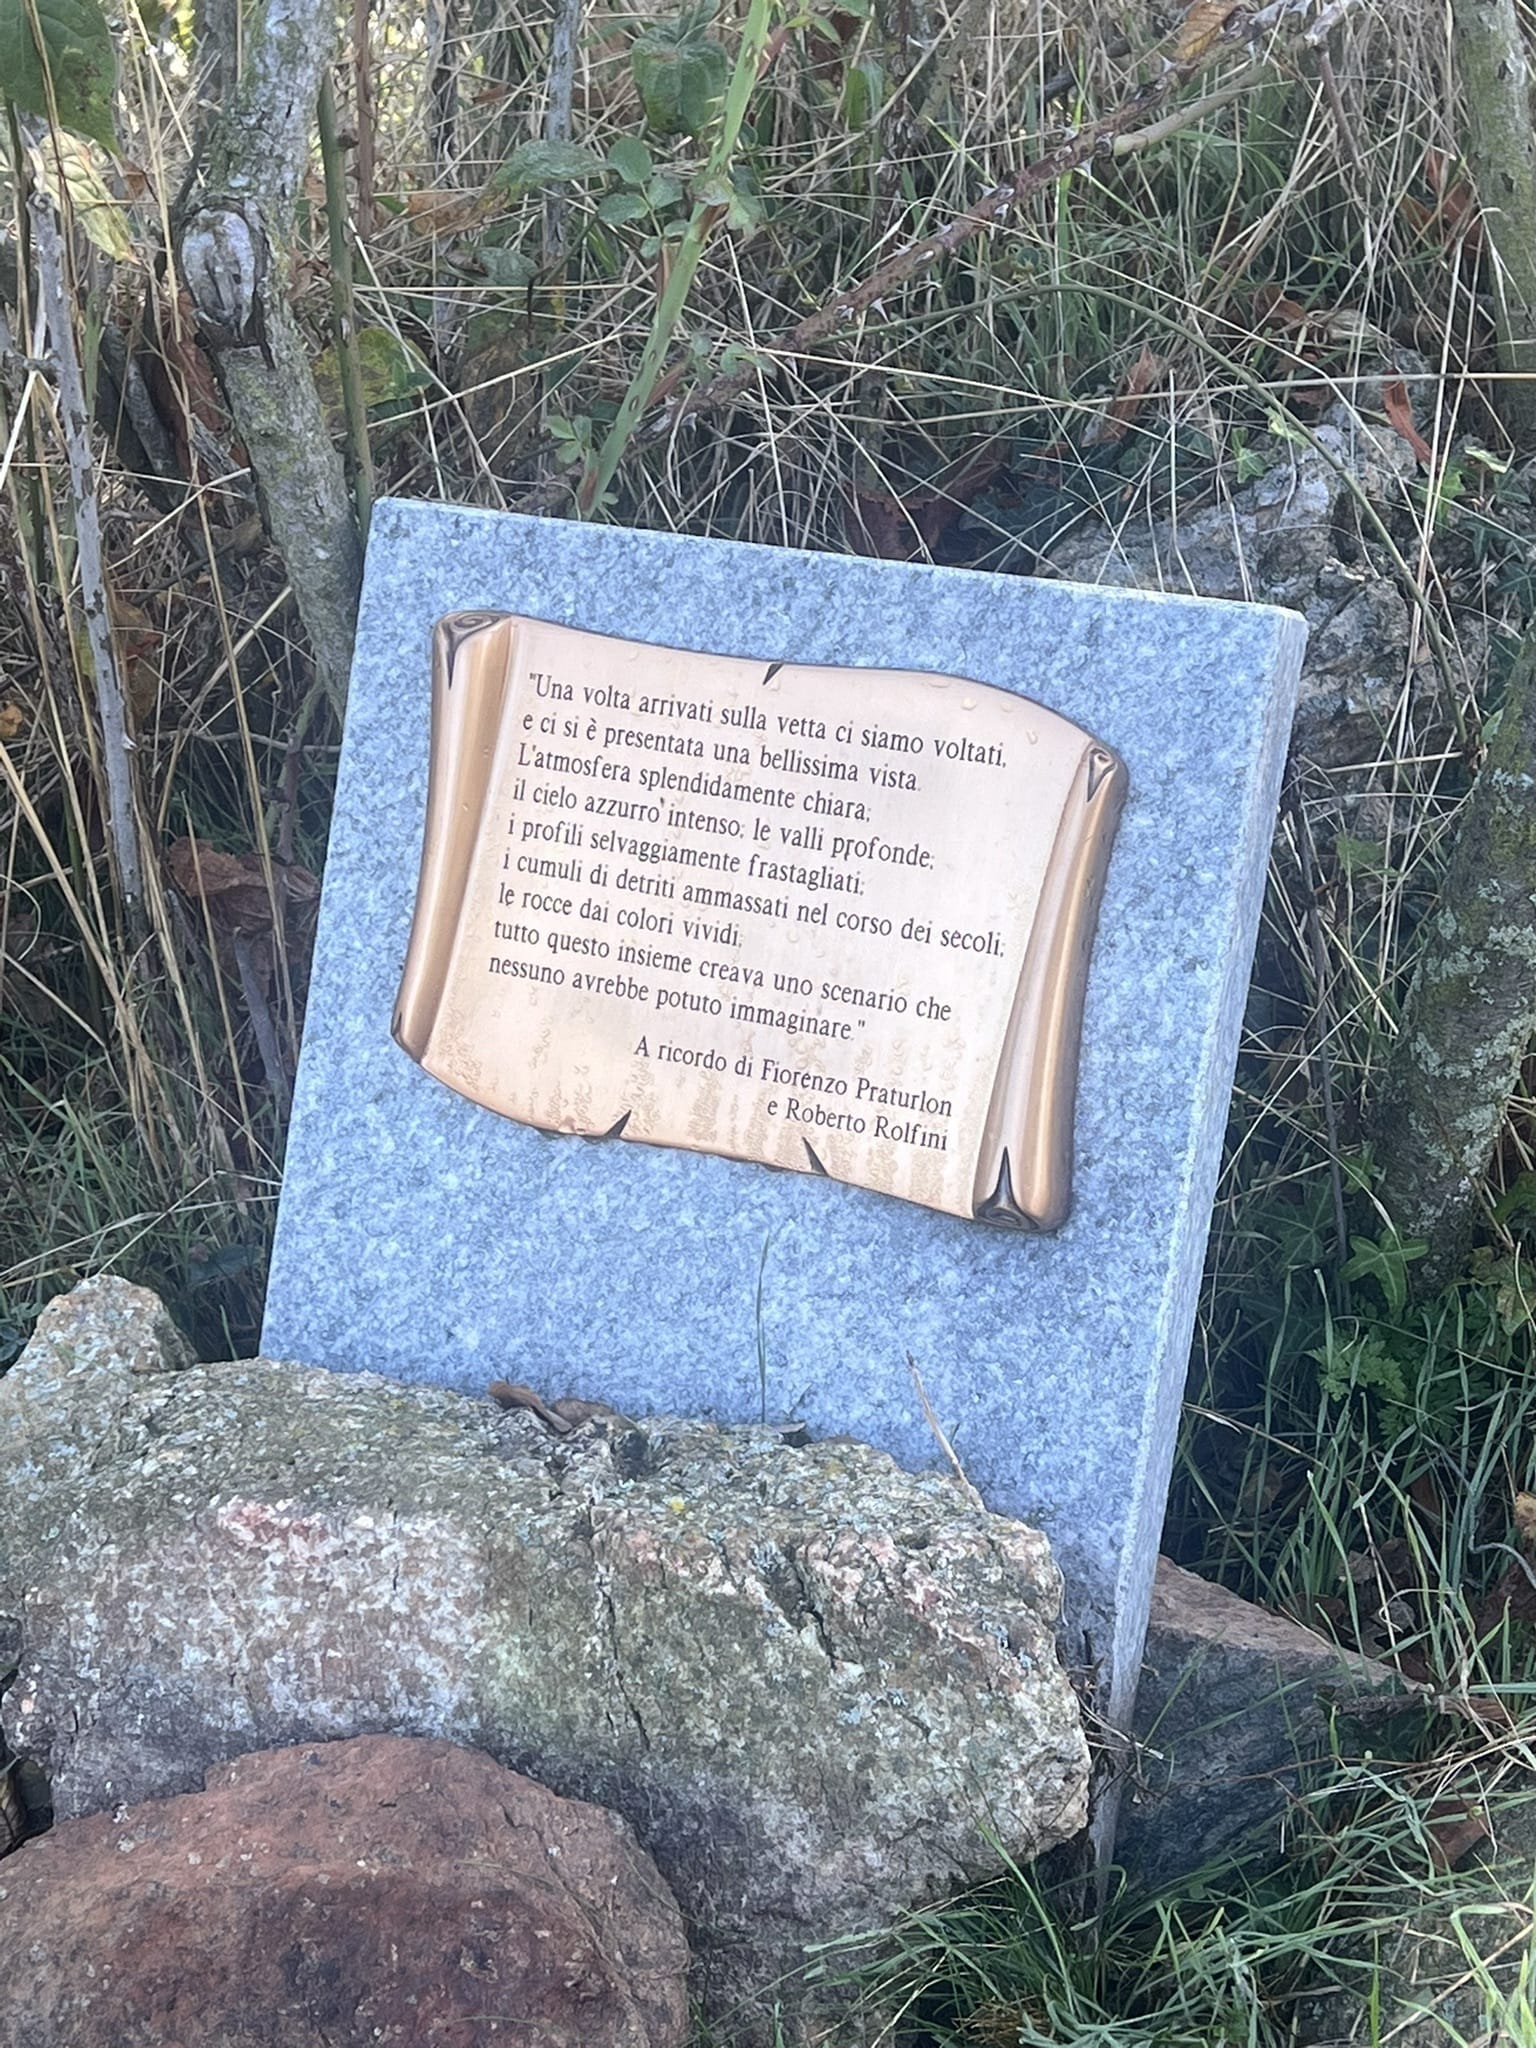 "Una volta arrivati sulla vetta ci siamo voltati,
e ci si è presentata una bellissima vista.
L'atmosfera splendidamente chiara;
il cielo azzurro intenso; le valli profonde;
i profili selvaggiamente frastagliati;
i cumuli di detriti ammassati nel corso dei secoli;
le rocce dai colori vividi;
tutto questo insieme creava uno scenario che
nessuno avrebbe potuto immaginare."
A ricordo di Fiorenzo Praturlon
e Roberto Rolfini